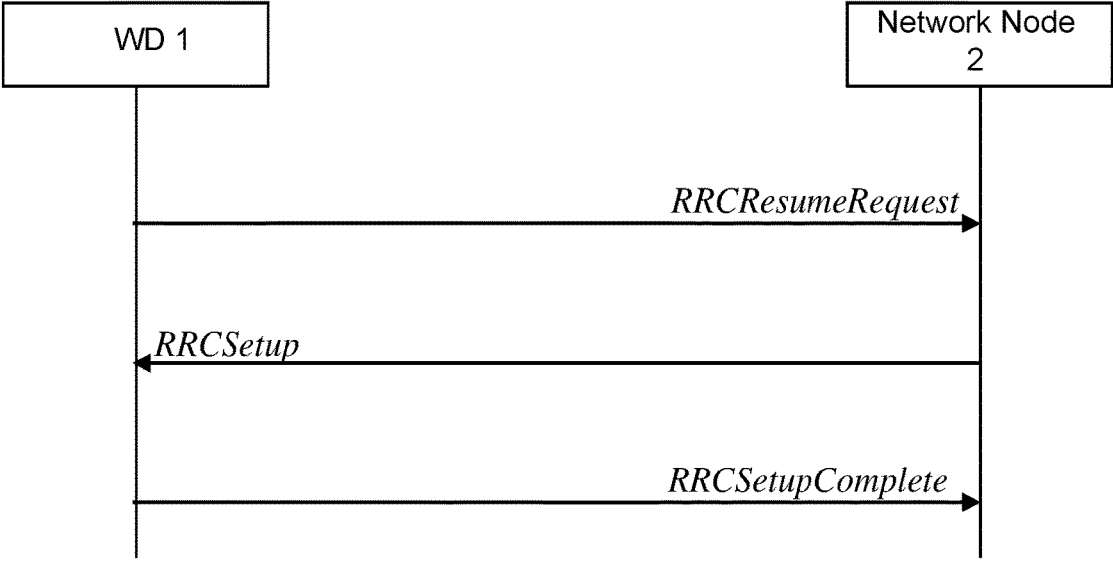 WD 1
Network Node
2
RRCResumeRequest
RRCSetup
RRCSetupComplete